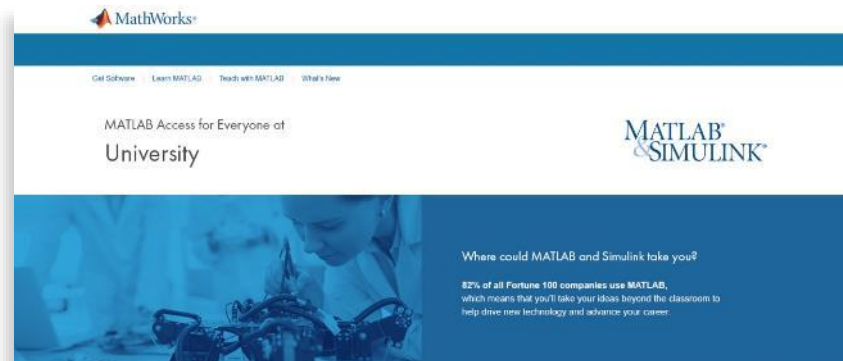 MathWorks®
Get Software Learn MATLAB Teach with MATLAB What's New
MATLAB Access for Everyone at
University
MATLAB®
&SIMULINK®
Where could MATLAB and Simulink take you?
82% of all Fortune 100 companies use MATLAB,
which means that you'll take your ideas beyond the classroom to
help drive new technology and advance your career.